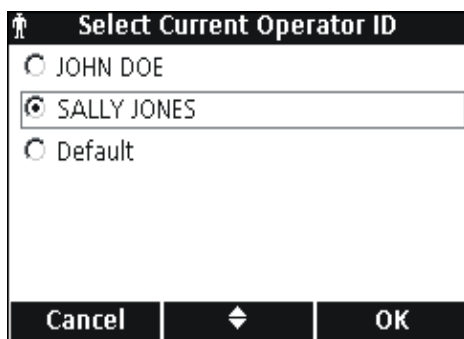 Select Current Operator ID
JOHN DOE
SALLY JONES
Default
Cancel OK